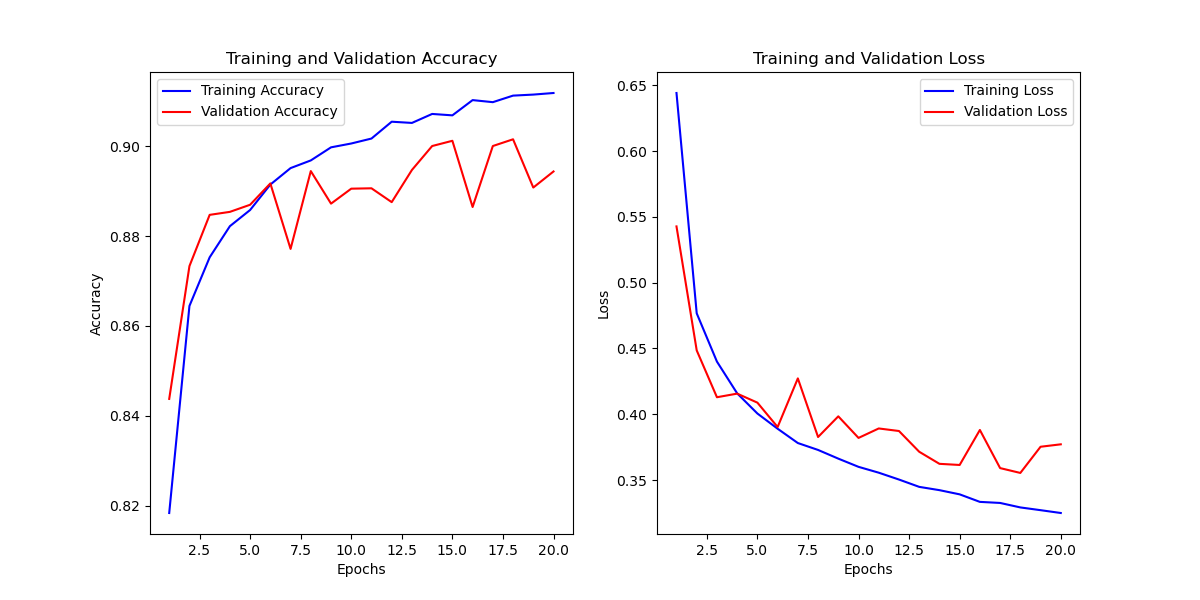 Training and Validation Accuracy
Training Accuracy
Validation Accuracy
0.90
0.88
0.86
0.84
0.82
Accuracy
2.5 5.0 7.5 10.0 12.5 15.0 17.5 20.0
Epochs
Training and Validation Loss
Training Loss
Validation Loss
0.65
0.60
0.55
0.50
0.45
0.40
0.35
Loss
2.5 5.0 7.5 10.0 12.5 15.0 17.5 20.0
Epochs